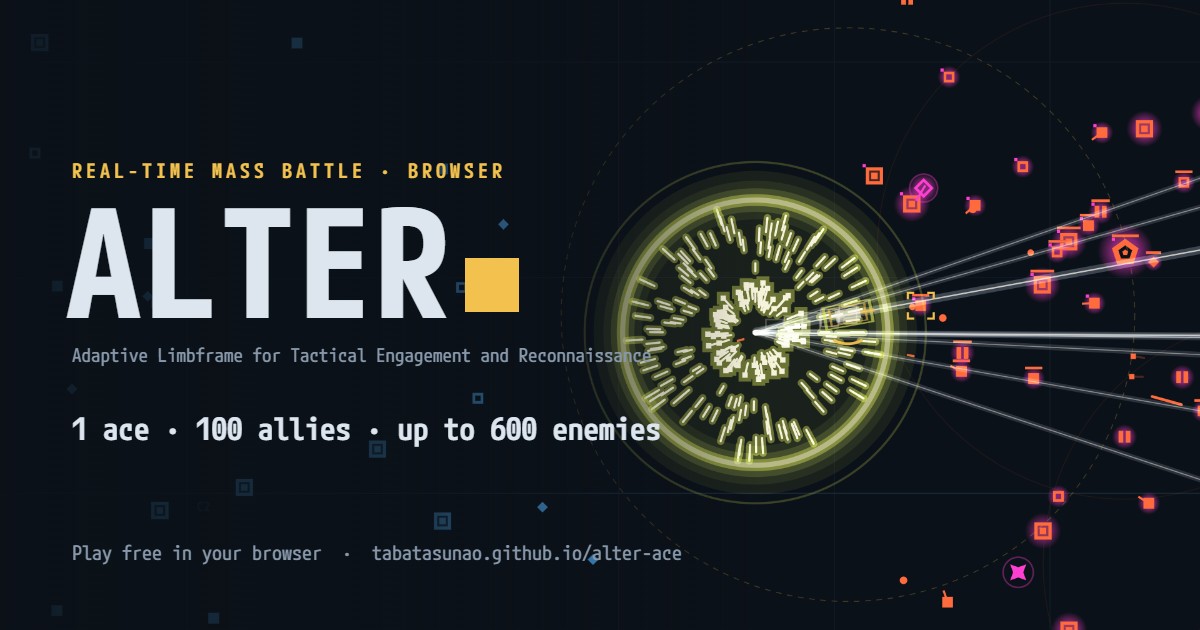 REAL-TIME MASS BATTLE · BROWSER
ALTER
Adaptive Limbframe for Tactical Engagement and Reconnaissance
1 ace · 100 allies · up to 600 enemies
Play free in your browser · tabatasunao.github.io/alter-ace